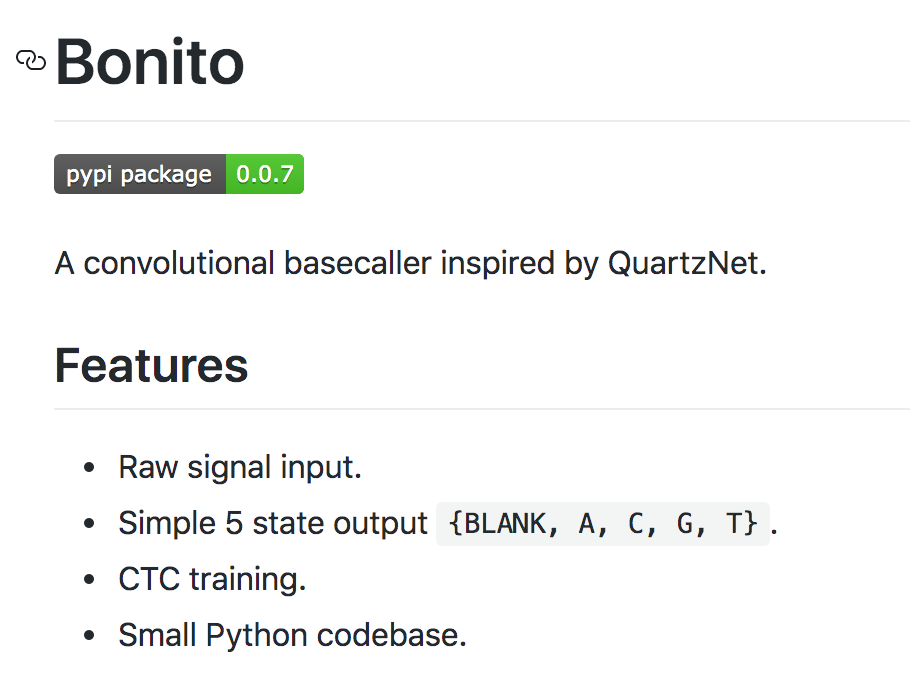 Bonito
pypi package 0.0.7
A convolutional basecaller inspired by QuartzNet.
Features
• Raw signal input.
• Simple 5 state output {BLANK, A, C, G, T}.
• CTC training.
• Small Python codebase.